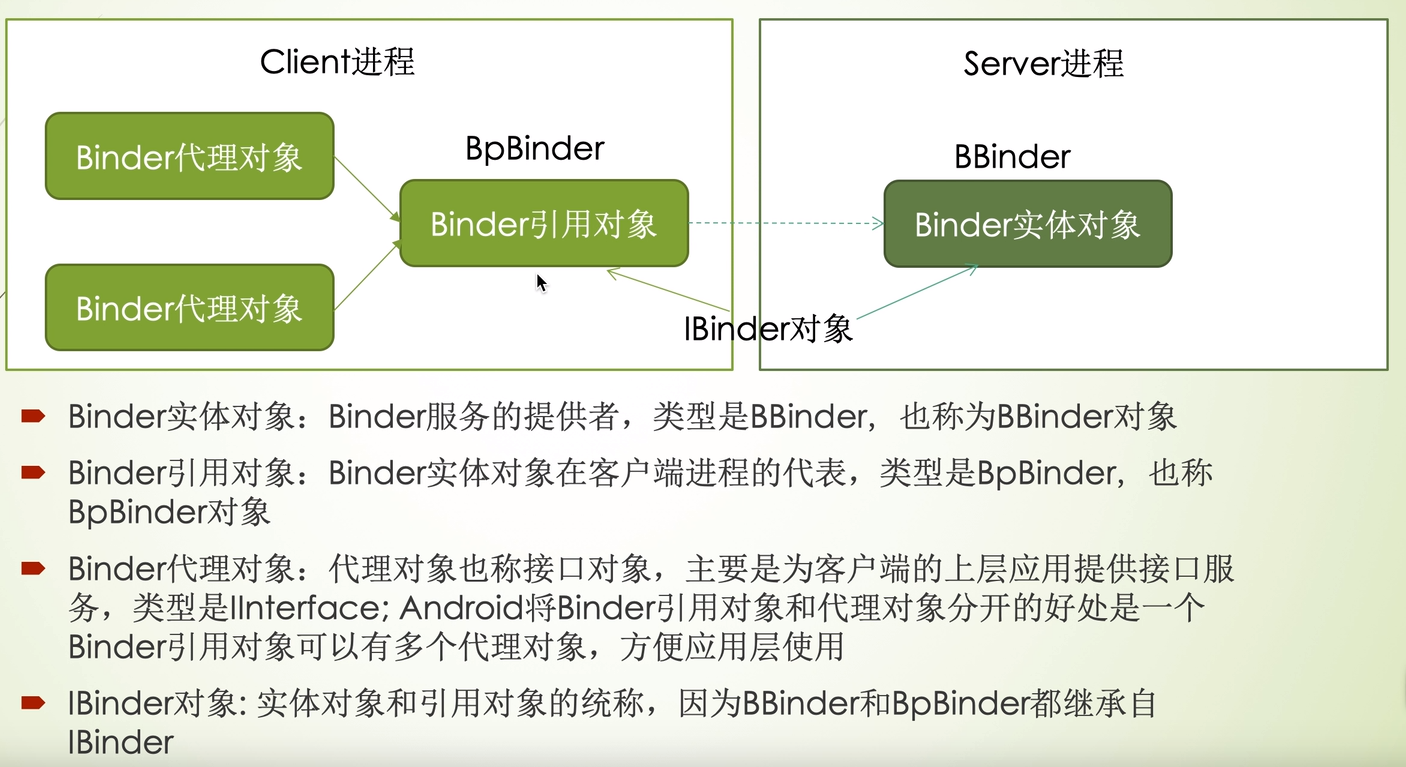 Client进程
Server进程
Binder代理对象
BpBinder
BBinder
Binder引用对象
Binder实体对象
Binder代理对象
IBinder对象
Binder实体对象：Binder服务的提供者，类型是BBinder，也称为BBinder对象
Binder引用对象：Binder实体对象在客户端进程的代表，类型是BpBinder，也称
BpBinder对象
Binder代理对象：代理对象也称接口对象，主要是为客户端的上层应用提供接口服
务，类型是IInterface; Android将Binder引用对象和代理对象分开的好处是一个
Binder引用对象可以有多个代理对象，方便应用层使用
IBinder对象: 实体对象和引用对象的统称，因为BBinder和BpBinder都继承自
IBinder